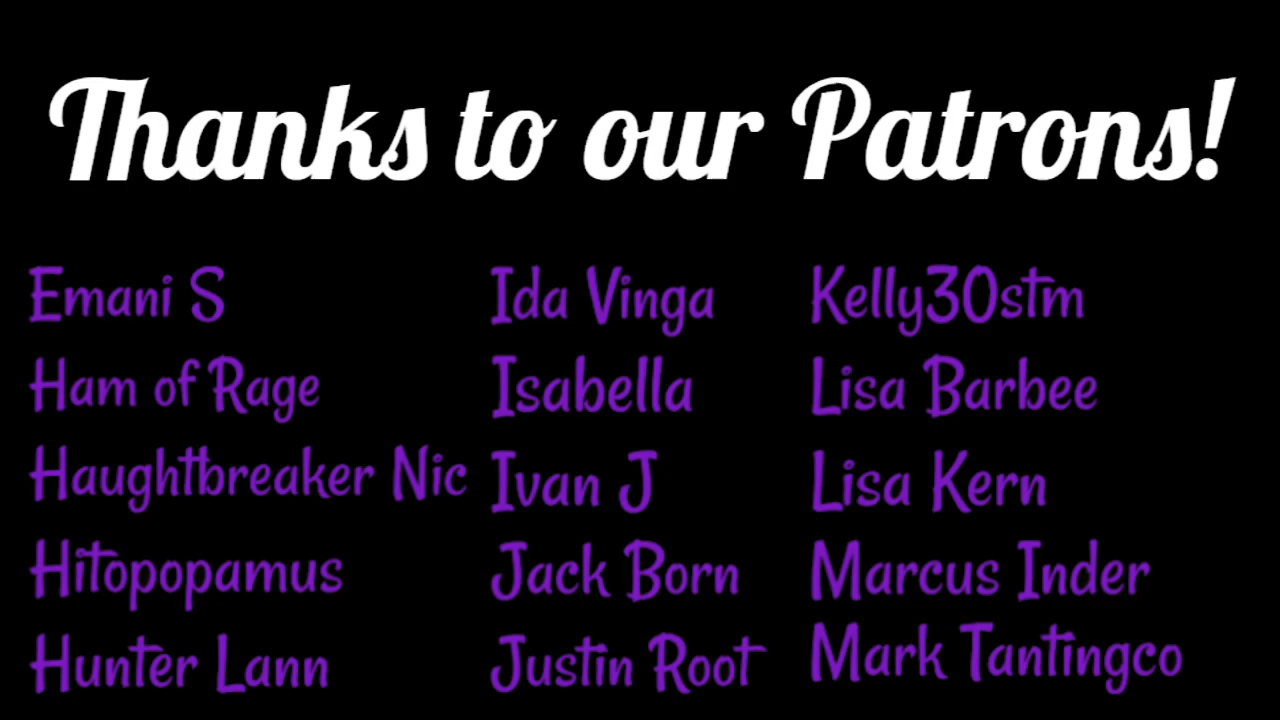 Thanks to our Patrons!
Emani S
Ham of Rage
Haughtbreaker Nic
Hitopopamus
Hunter Lann
Ida Vinga
Isabella
Ivan J
Jack Born
Justin Root
Kelly30stm
Lisa Barbee
Lisa Kern
Marcus Inder
Mark Tantingco